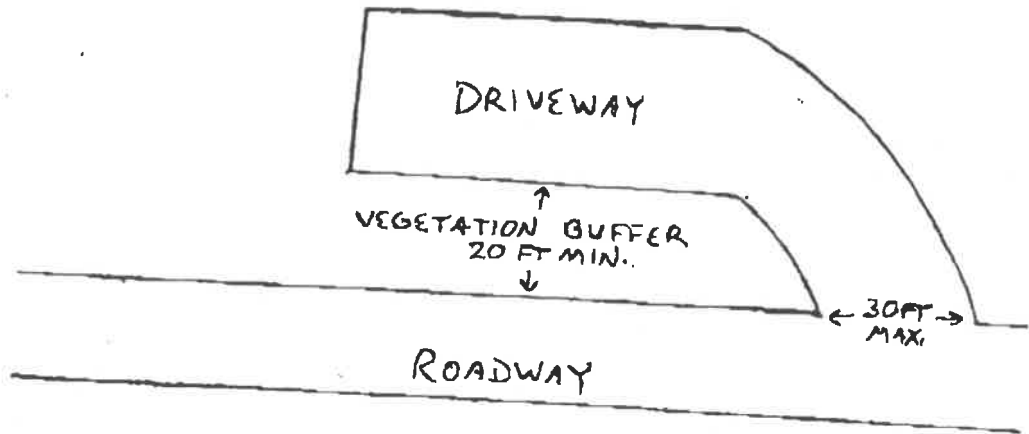 DRIVEWAY
VEGETATION BUFFER
20 FT MIN.
← 30FT →
MAX.
ROADWAY